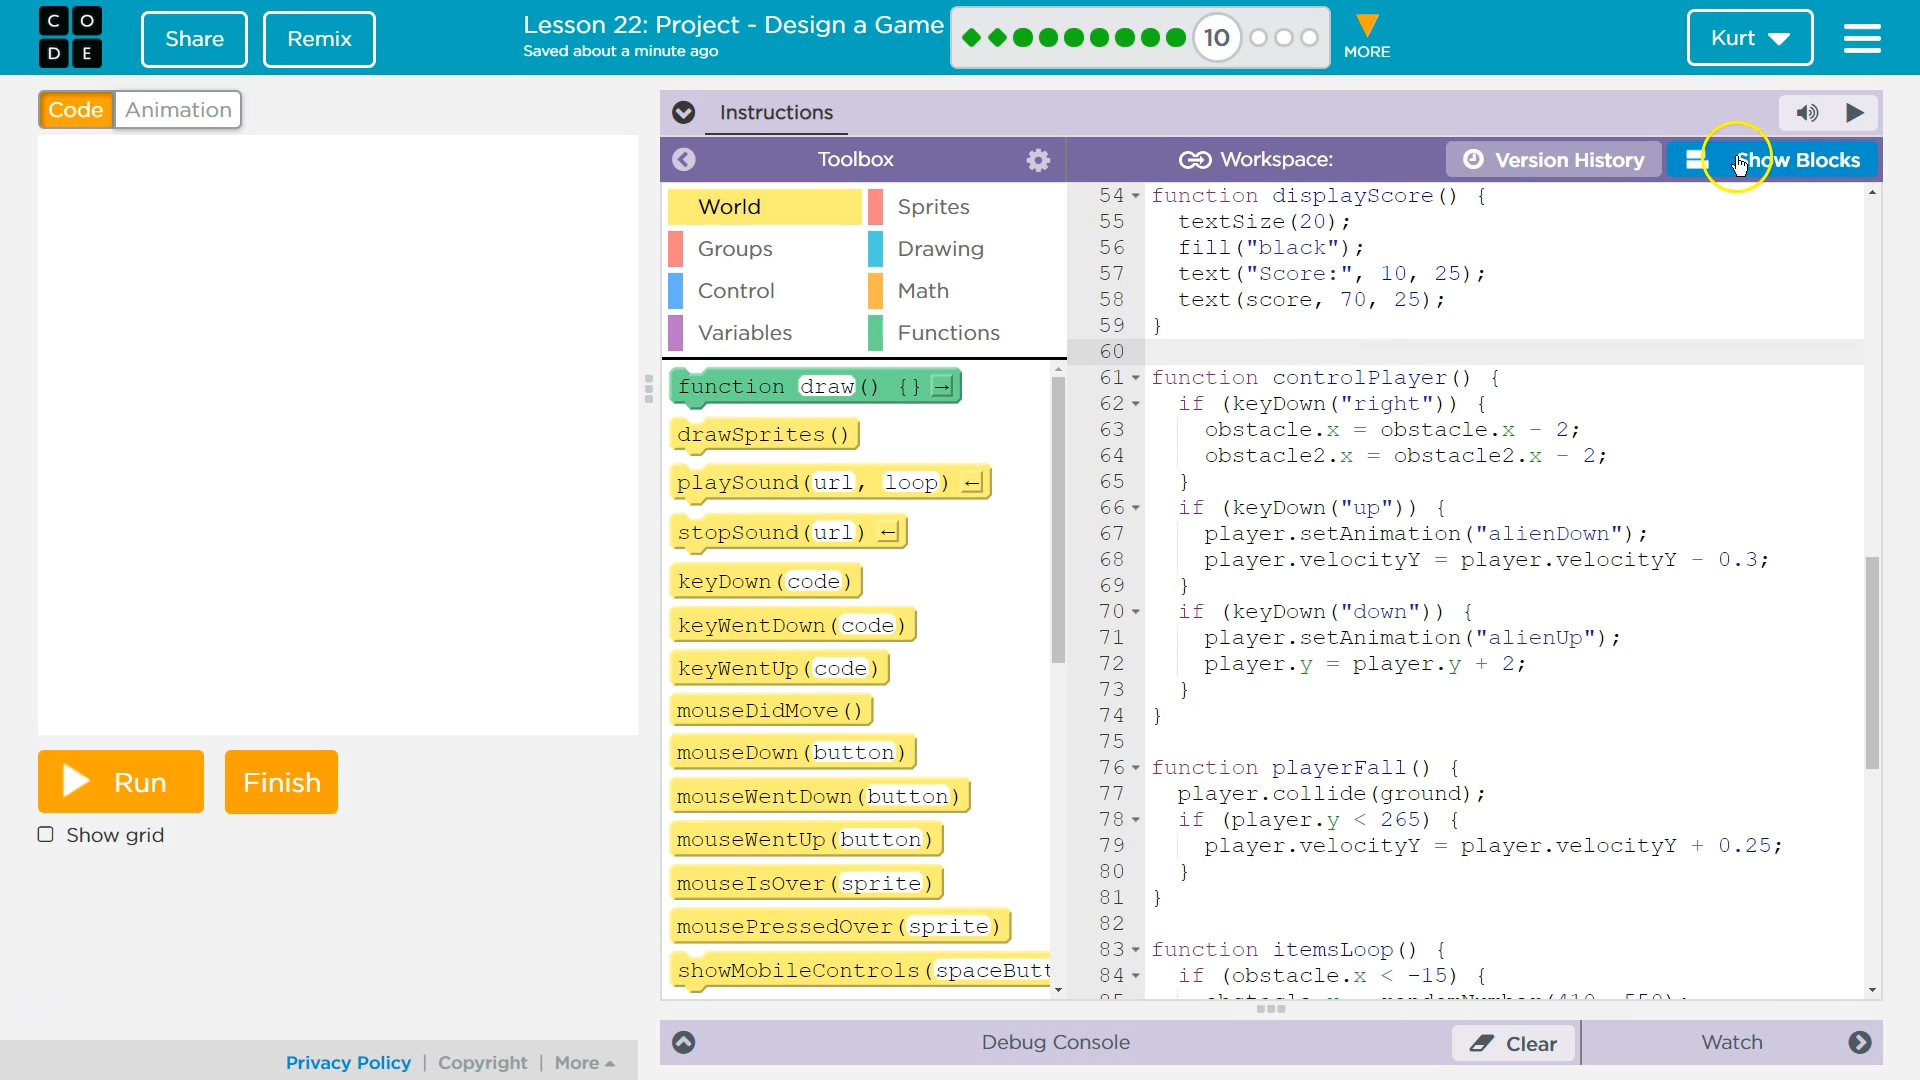 C O
D E
Share
Remix
Lesson 22: Project - Design a Game
Saved about a minute ago
10
MORE
Kurt
Code
Animation
Instructions
Toolbox
Workspace:
Version History
Show Blocks
World
Sprites
Groups
Drawing
Control
Math
Variables
Functions
function draw() {} →
drawSprites()
playSound(url, loop) ←
stopSound(url) ←
keyDown(code)
keyWentDown(code)
keyWentUp(code)
mouseDidMove()
mouseDown(button)
mouseWentDown(button)
mouseWentUp(button)
mouseIsOver(sprite)
mousePressedOver(sprite)
showMobileControls(spaceButt
54 function displayScore() {
55 textSize(20);
56 fill("black");
57 text("Score:", 10, 25);
58 text(score, 70, 25);
59 }
60
61 function controlPlayer() {
62 if (keyDown("right")) {
63 obstacle.x = obstacle.x - 2;
64 obstacle2.x = obstacle2.x - 2;
65 }
66 if (keyDown("up")) {
67 player.setAnimation("alienDown");
68 player.velocityY = player.velocityY - 0.3;
69 }
70 if (keyDown("down")) {
71 player.setAnimation("alienUp");
72 player.y = player.y + 2;
73 }
74 }
75
76 function playerFall() {
77 player.collide(ground);
78 if (player.y < 265) {
79 player.velocityY = player.velocityY + 0.25;
80 }
81 }
82
83 function itemsLoop() {
84 if (obstacle.x < -15) {
Run
Finish
Show grid
Debug Console
Clear
Watch
Privacy Policy | Copyright | More